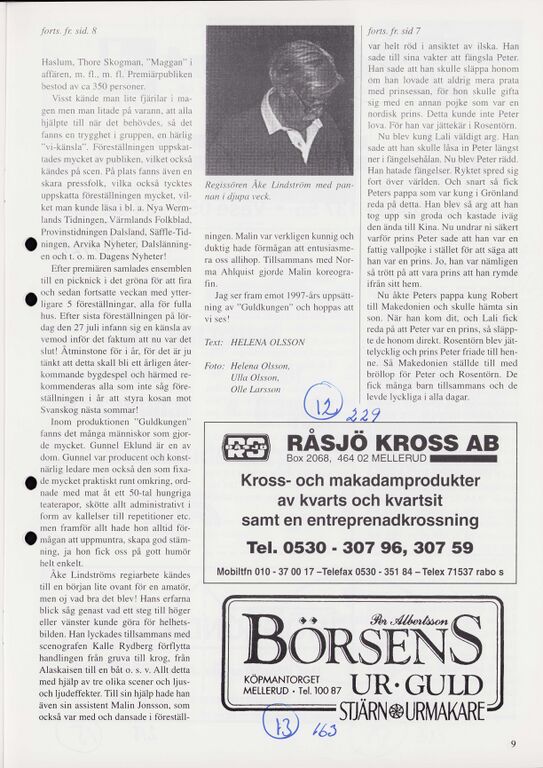 forts. fr. sid. 8
Haslum, Thore Skogman, "Maggan" i
affären, m. fl., m. fl. Premiärpubliken
bestod av ca 350 personer.
Visst kände man lite fjärilar i ma-
gen men man litade på varann, att alla
hjälpte till när det behövdes, så det
fanns en trygghet i gruppen, en härlig
"vi-känsla". Föreställningen uppskat-
tades mycket av publiken, vilket också
kändes på scen. På plats fanns även en
skara pressfolk, vilka också tycktes
uppskatta föreställningen mycket, vil-
ket man kunde läsa i bl. a. Nya Werm-
lands Tidningen, Värmlands Folkblad,
Provinstidningen Dalsland, Säffle-Tid-
ningen, Arvika Nyheter, Dalslänning-
en och t. o. m. Dagens Nyheter!
Efter premiären samlades ensemblen
till en picknick i det gröna för att fira
och sedan fortsatte veckan med ytter-
ligare 5 föreställningar, alla för fulla
hus. Efter sista föreställningen på lör-
dag den 27 juli infann sig en känsla av
vemod inför det faktum att nu var det
slut! Åtminstone för i år, för det är ju
tänkt att detta skall bli ett årligen åter-
kommande bygdespel och härmed re-
kommenderas alla som inte såg före-
ställningen i år att styra kosan mot
Svanskog nästa sommar!
Inom produktionen "Guldkungen"
fanns det många människor som gjor-
de mycket. Gunnel Eklund är en av
dom. Gunnel var producent och konst-
närlig ledare men också den som fixa-
de mycket praktiskt runt omkring, ord-
nade med mat åt ett 50-tal hungriga
teaterapor, skötte allt administrativt i
form av kallelser till repetitioner etc.
men framför allt hade hon alltid för-
mågan att uppmuntra, skapa god stäm-
ning, ja hon fick oss på gott humör
helt enkelt.
Åke Lindströms regiarbete kändes
till en början lite ovant för en amatör,
men oj vad bra det blev! Hans erfarna
blick såg genast vad ett steg till höger
eller vänster kunde göra för helhets-
bilden. Han lyckades tillsammans med
scenografen Kalle Rydberg förflytta
handlingen från gruva till krog, från
Alaskaisen till en båt o. s. v. Allt detta
med hjälp av tre olika scener och ljus-
och ljudeffekter. Till sin hjälp hade han
även sin assistent Malin Jonsson, som
också var med och dansade i föreställ-
Regissören Åke Lindström med pan-
nan i djupa veck.
ningen. Malin var verkligen kunnig och
duktig hade förmågan att entusiasme-
ra oss allihop. Tillsammans med Nor-
ma Ahlquist gjorde Malin koreogra-
fin.
Jag ser fram emot 1997-års uppsätt-
ning av "Guldkungen" och hoppas att
vi ses!
Text: HELENA OLSSON
Foto: Helena Olsson,
Ulla Olsson,
Olle Larsson
forts. fr. sid 7
var helt röd i ansiktet av ilska. Han
sade till sina vakter att fängsla Peter.
Han sade att han skulle släppa honom
om han lovade att aldrig mera prata
med prinsessan, för hon skulle gifta
sig med en annan pojke som var en
nordisk prins. Detta kunde inte Peter
lova. För han var jättekär i Rosentörn.
Nu blev kung Lali väldigt arg. Han
sade att han skulle låsa in Peter längst
ner i fängelsehålan. Nu blev Peter rädd.
Han hatade fängelser. Ryktet spred sig
fort över världen. Och snart så fick
Peters pappa som var kung i Grönland
reda på detta. Han blev så arg att han
tog upp sin groda och kastade iväg
den ända till Kina. Nu undrar ni säkert
varför prins Peter sade att han var en
fattig vallpojke i stället för att säga att
han var en prins. Jo, han var nämligen
så trött på att vara prins att han rymde
ifrån sitt hem.
Nu åkte Peters pappa kung Robert
till Makedonien och skulle hämta sin
son. När han kom dit, och Lali fick
reda på att Peter var en prins, så släpp-
te de honom direkt. Rosentörn blev jät-
telycklig och prins Peter friade till hen-
ne. Så Makedonien ställde till med
bröllop för Peter och Rosentörn. De
fick många barn tillsammans och de
levde lyckliga i alla dagar.
12 229
RS RÅSJÖ KROSS AB
Box 2068, 464 02 MELLERUD
Kross- och makadamprodukter
av kvarts och kvartsit
samt en entreprenadkrossning
Tel. 0530 - 307 96, 307 59
Mobiltfn 010 - 37 00 17 – Telefax 0530 - 351 84 – Telex 71537 rabo s
Per Albertsson
BÖRSENS
KÖPMANTORGET
MELLERUD • Tel. 100 87
UR • GULD
STJÄRN URMAKARE
13 163
9